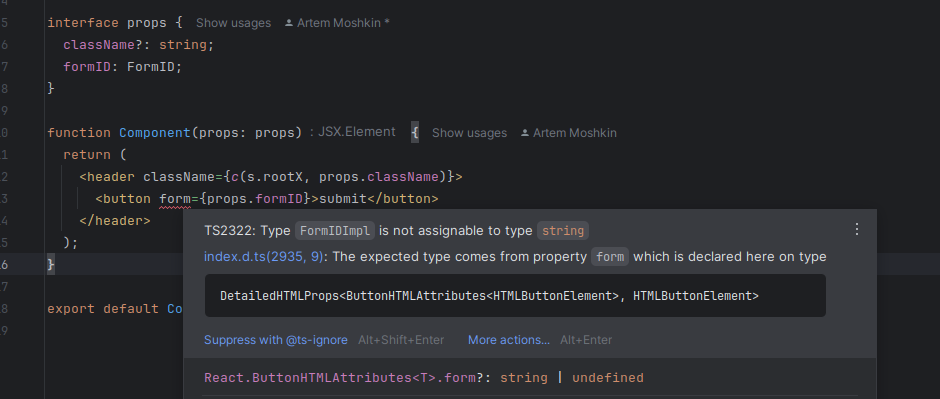 4
5 interface props { Show usages Artem Moshkin *
6 className?: string;
7 formID: FormID;
8 }
9
10 function Component(props: props) : JSX.Element { Show usages Artem Moshkin
11 return (
12 <header className={c(s.rootX, props.className)}>
13 <button form={props.formID}>submit</button>
14 </header>
15 );
16 }
17
18 export default Co
19
TS2322: Type FormIDImpl is not assignable to type string
index.d.ts(2935, 9): The expected type comes from property form which is declared here on type
DetailedHTMLProps<ButtonHTMLAttributes<HTMLButtonElement>, HTMLButtonElement>
Suppress with @ts-ignore Alt+Shift+Enter More actions... Alt+Enter
React.ButtonHTMLAttributes<T>.form?: string | undefined